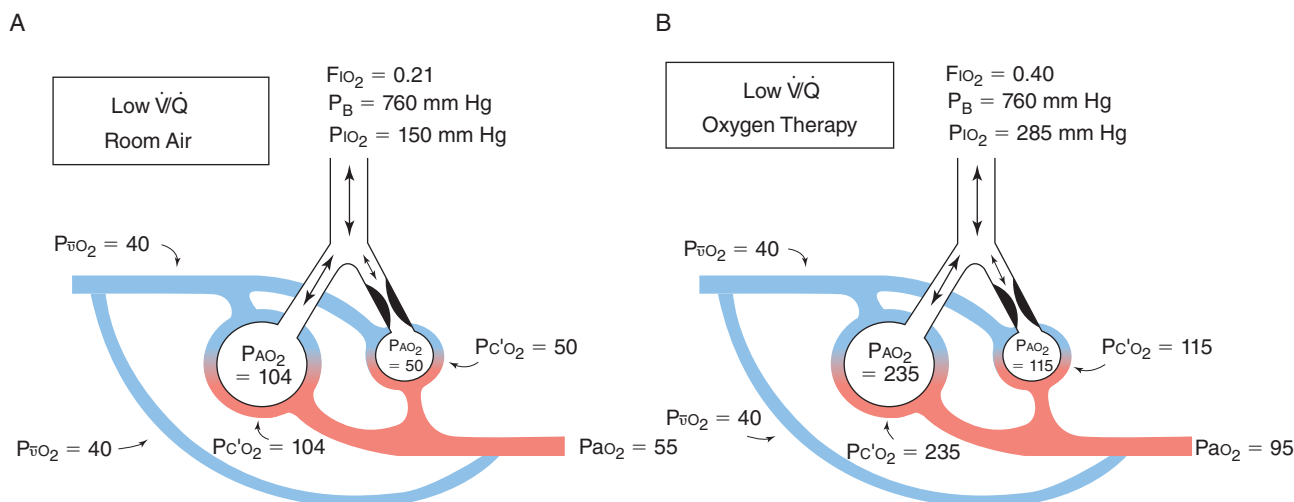 A
Low V̇/Q̇
Room Air
FIO₂ = 0.21
P_B = 760 mm Hg
PIO₂ = 150 mm Hg
Pv̄O₂ = 40
PAO₂
= 104
PAO₂
= 50
PC'O₂ = 50
Pv̄O₂ = 40
PC'O₂ = 104
PaO₂ = 55
B
Low V̇/Q̇
Oxygen Therapy
FIO₂ = 0.40
P_B = 760 mm Hg
PIO₂ = 285 mm Hg
Pv̄O₂ = 40
PAO₂
= 235
PAO₂
= 115
PC'O₂ = 115
Pv̄O₂ = 40
PC'O₂ = 235
PaO₂ = 95